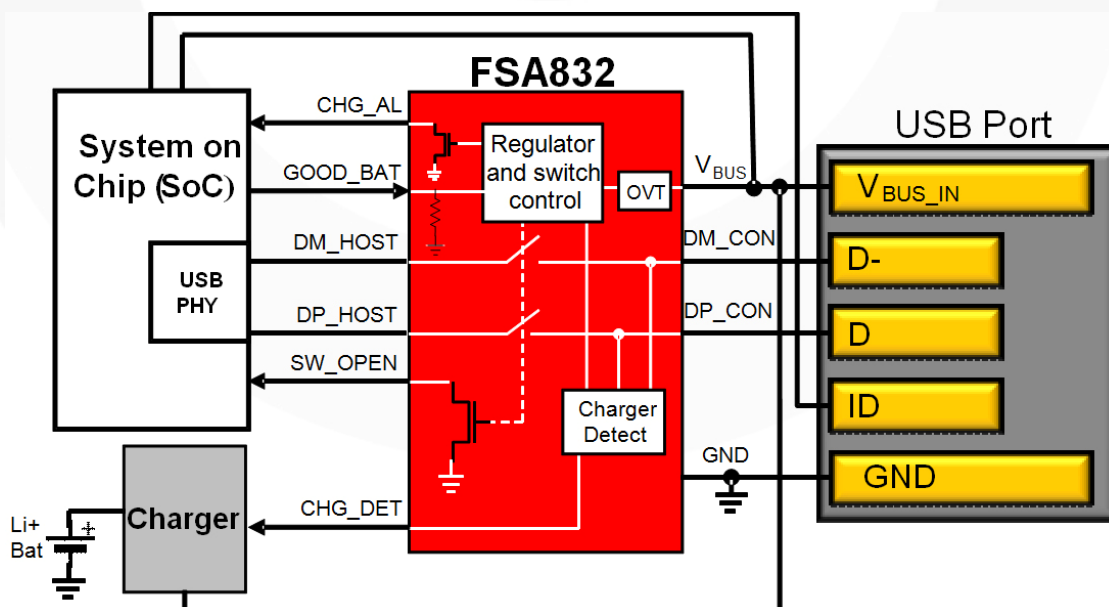 FSA832
USB Port
System on
Chip (SoC)
USB
PHY
CHG_AL
GOOD_BAT
DM_HOST
DP_HOST
SW_OPEN
CHG_DET
Regulator
and switch
control
OVT
Charger
Detect
VBUS
DM_CON
DP_CON
GND
VBUS_IN
D-
D
ID
GND
Charger
Li+
Bat
+